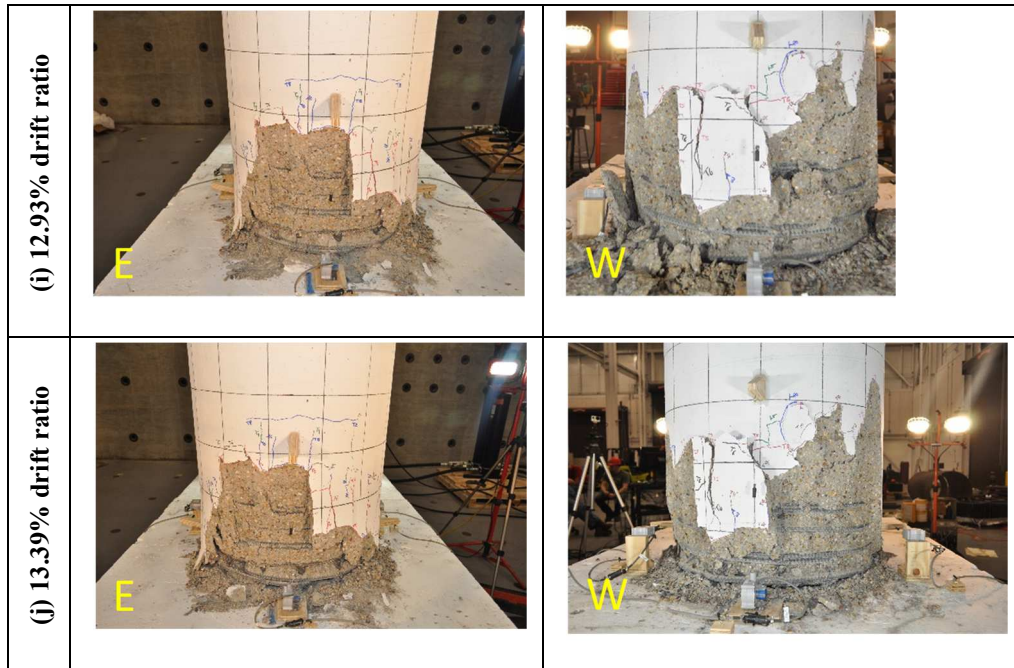 (i) 12.93% drift ratio
E
W
(j) 13.39% drift ratio
E
W